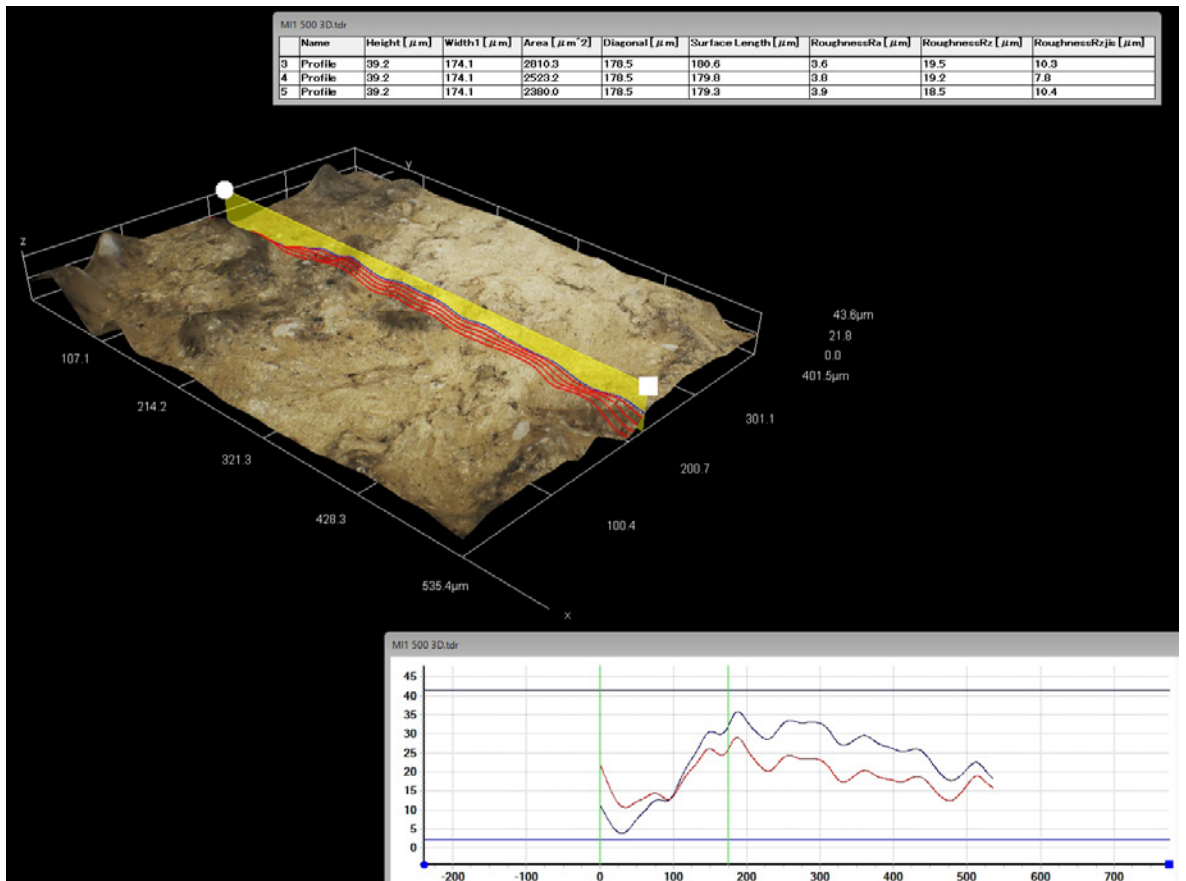 MI1 500 3D.tdr
Name Height [μm] Width1 [μm] Area [μm^2] Diagonal [μm] Surface Length [μm] RoughnessRa [μm] RoughnessRz [μm] RoughnessRzjis [μm]
3 Profile 39.2 174.1 2810.3 178.5 180.6 3.6 19.5 10.3
4 Profile 39.2 174.1 2523.2 178.5 179.8 3.8 19.2 7.8
5 Profile 39.2 174.1 2380.0 178.5 179.3 3.9 18.5 10.4
Y
z
43.6μm
21.8
0.0
401.5μm
107.1
214.2
301.1
321.3
200.7
428.3
100.4
535.4μm
x
MI1 500 3D.tdr
45
40
35
30
25
20
15
10
5
0
-200 -100 0 100 200 300 400 500 600 700